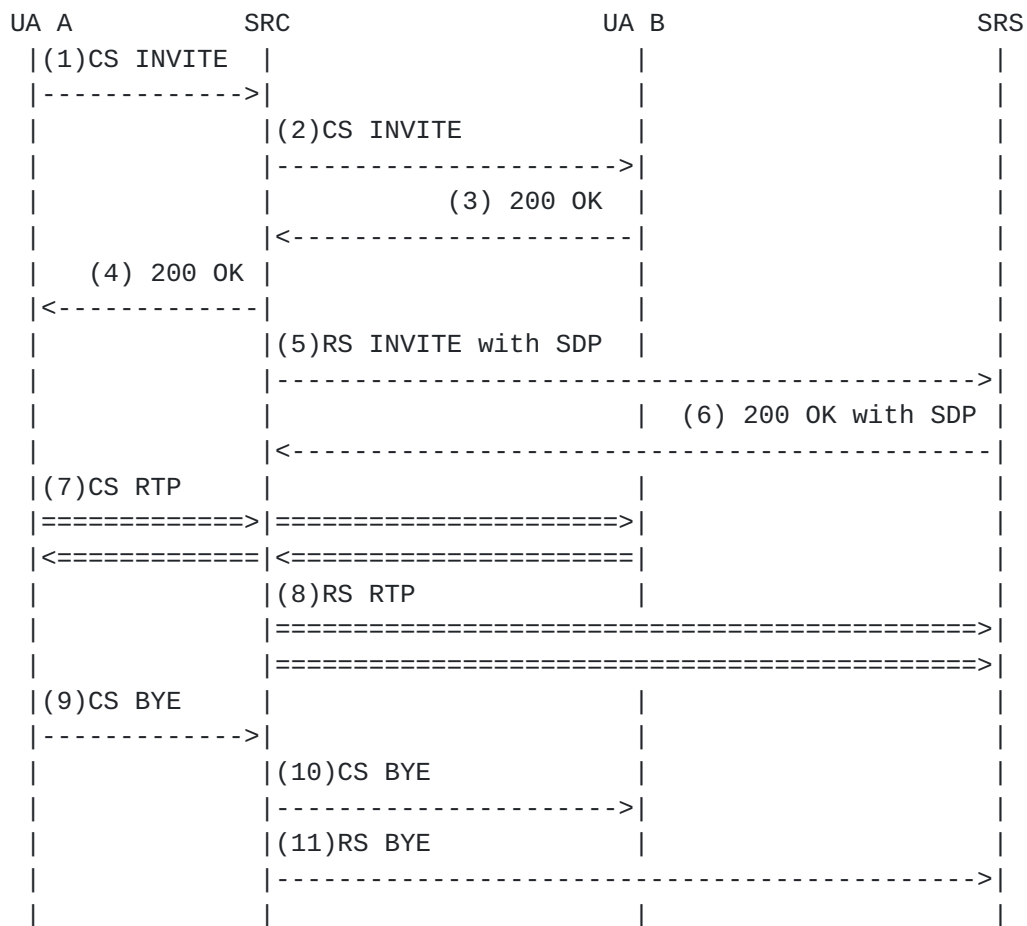 UA A SRC UA B SRS
(1)CS INVITE
(2)CS INVITE
(3) 200 OK
(4) 200 OK
(5)RS INVITE with SDP
(6) 200 OK with SDP
(7)CS RTP
(8)RS RTP
(9)CS BYE
(10)CS BYE
(11)RS BYE